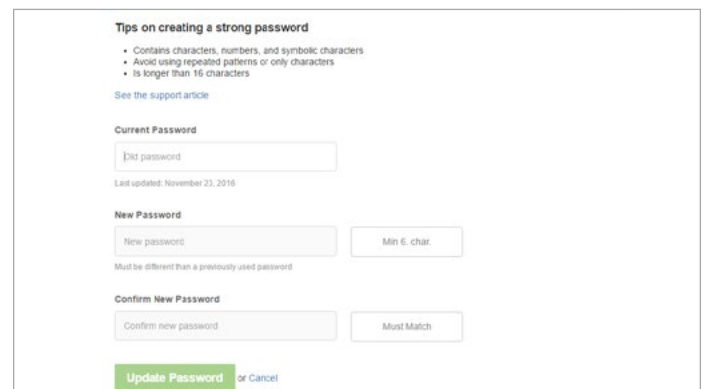 Tips on creating a strong password
• Contains characters, numbers, and symbolic characters
• Avoid using repeated patterns or only characters
• Is longer than 16 characters
See the support article
Current Password
Old password
Last updated: November 23, 2016
New Password
New password
Min 6. char.
Must be different than a previously used password
Confirm New Password
Confirm new password
Must Match
Update Password or Cancel